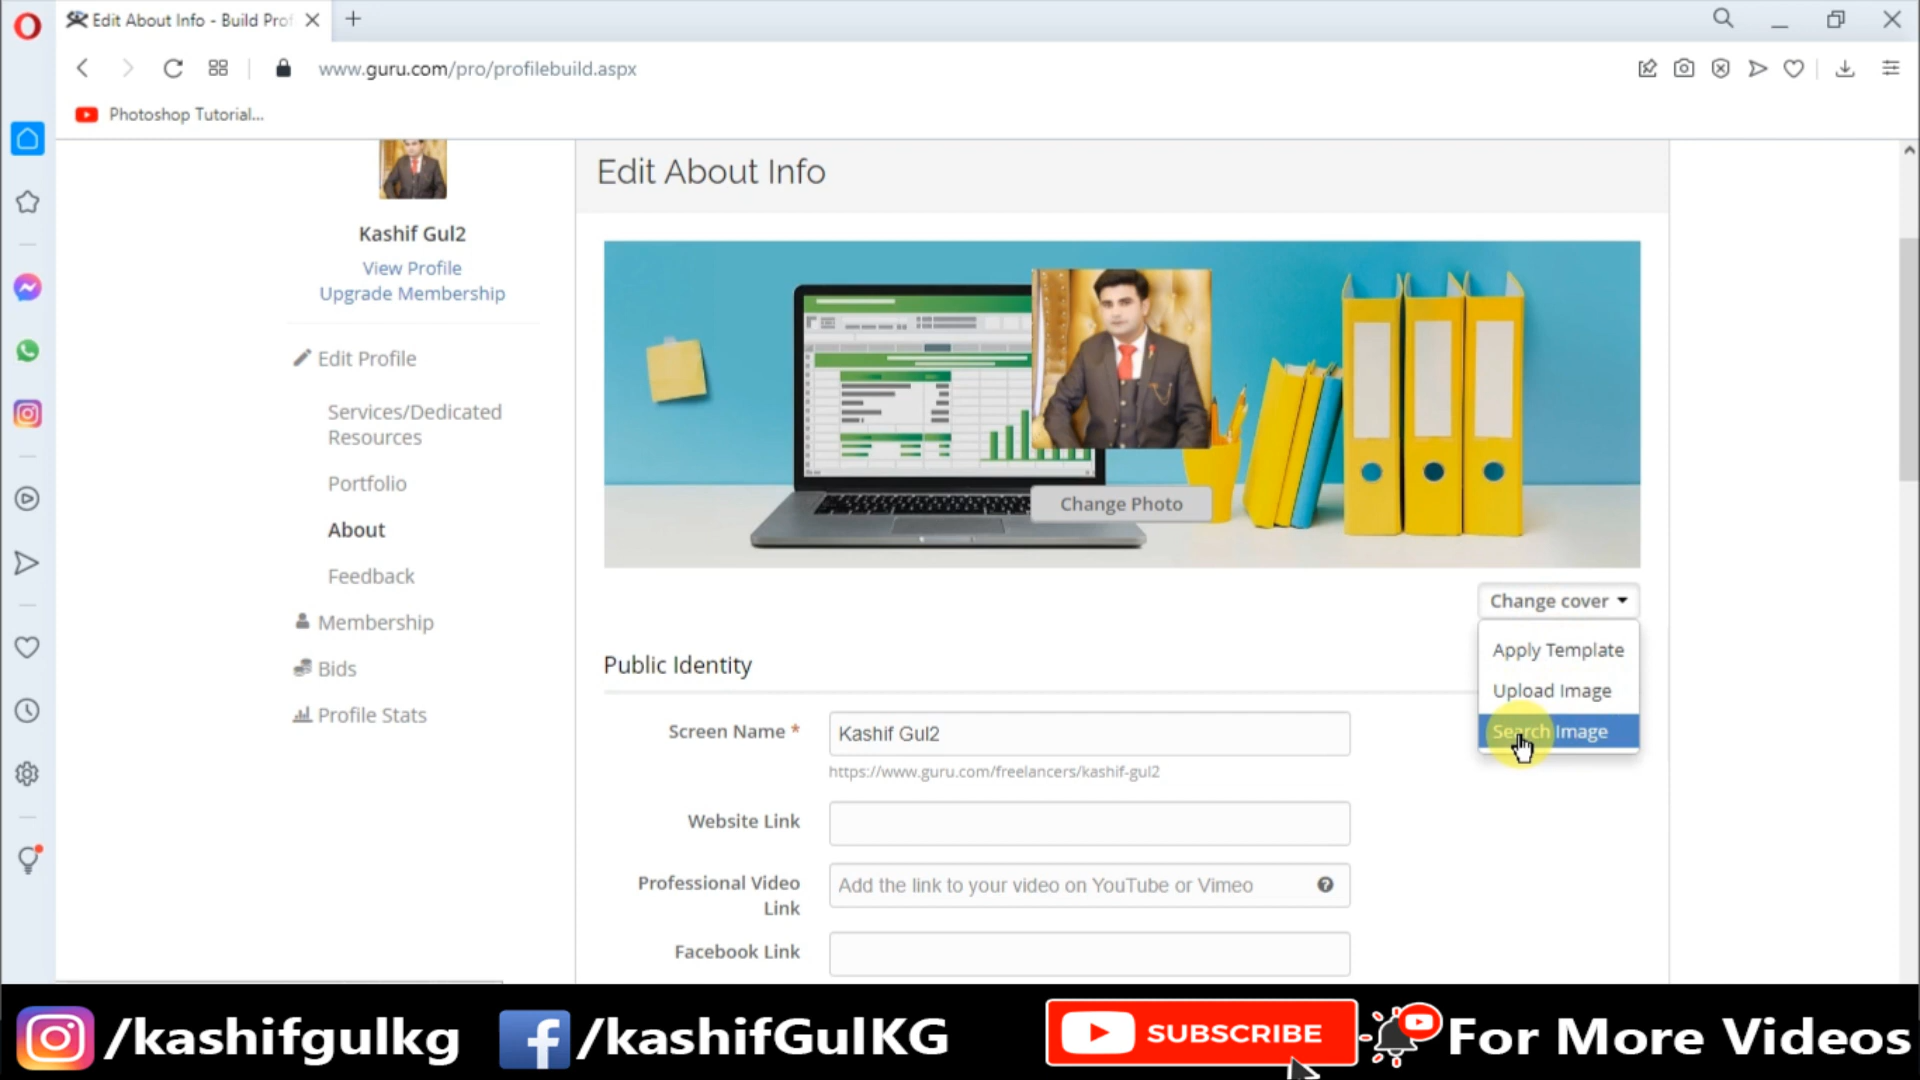 Edit About Info - Build Prof
www.guru.com/pro/profilebuild.aspx
Photoshop Tutorial...
Kashif Gul2
View Profile
Upgrade Membership
Edit Profile
Services/Dedicated
Resources
Portfolio
About
Feedback
Membership
Bids
Profile Stats
Edit About Info
Change Photo
Change cover
Apply Template
Upload Image
Search Image
Public Identity
Screen Name *
Kashif Gul2
https://www.guru.com/freelancers/kashif-gul2
Website Link
Professional Video
Link
Add the link to your video on YouTube or Vimeo
Facebook Link
/kashifgulkg
/kashifGulKG
SUBSCRIBE
For More Videos